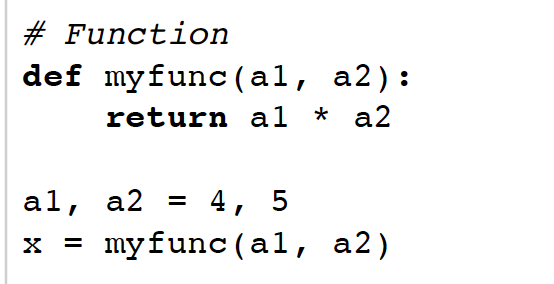 # Function
def myfunc(a1, a2):
    return a1 * a2
a1, a2 = 4, 5
x = myfunc(a1, a2)